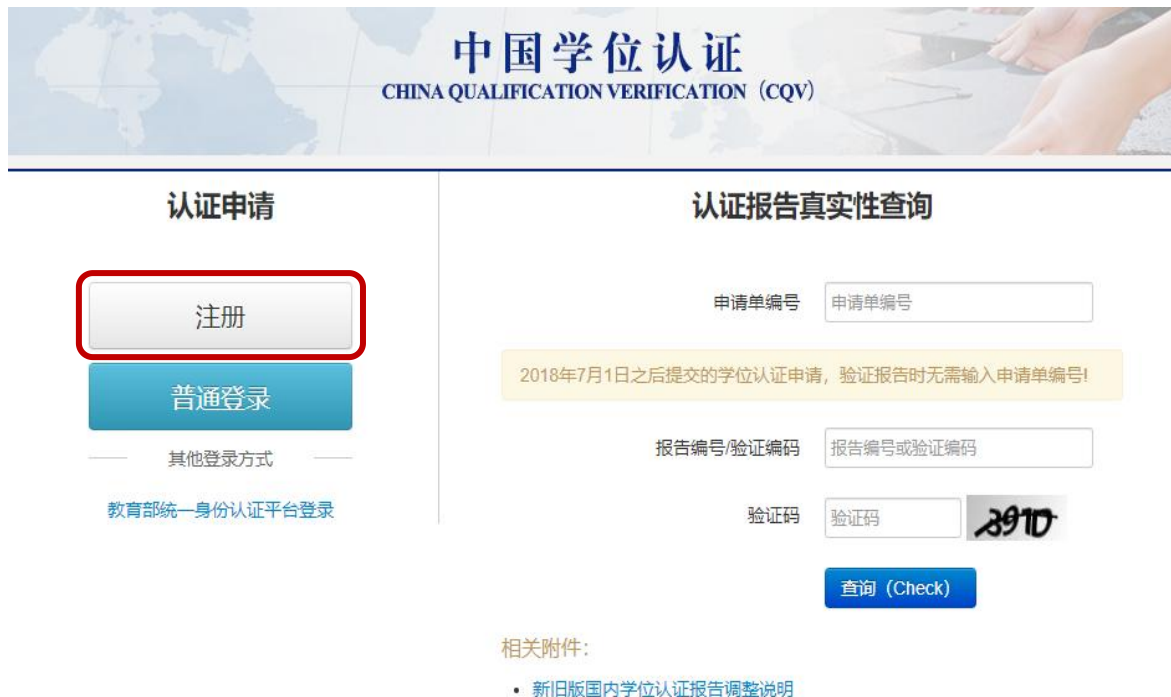 中国学位认证
CHINA QUALIFICATION VERIFICATION（CQV）
认证申请
注册
普通登录
其他登录方式
教育部统一身份认证平台登录
认证报告真实性查询
申请单编号 申请单编号
2018年7月1日之后提交的学位认证申请，验证报告时无需输入申请单编号!
报告编号/验证编码 报告编号或验证编码
验证码 验证码
查询（Check）
相关附件：
• 新旧版国内学位认证报告调整说明